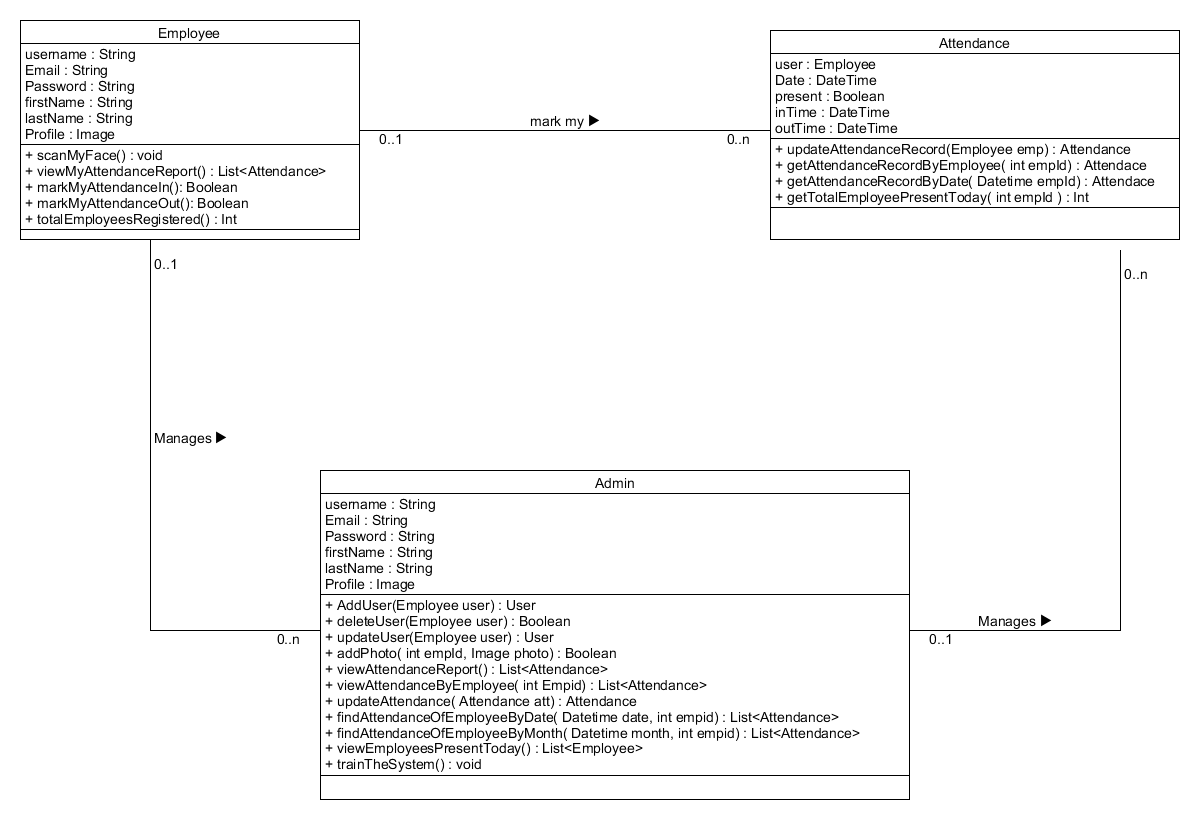 Employee
username : String
Email : String
Password : String
firstName : String
lastName : String
Profile : Image
+ scanMyFace() : void
+ viewMyAttendanceReport() : List<Attendance>
+ markMyAttendanceIn(): Boolean
+ markMyAttendanceOut(): Boolean
+ totalEmployeesRegistered() : Int
mark my ▶
0..1
0..n
Attendance
user : Employee
Date : DateTime
present : Boolean
inTime : DateTime
outTime : DateTime
+ updateAttendanceRecord(Employee emp) : Attendance
+ getAttendanceRecordByEmployee( int empId) : Attendace
+ getAttendanceRecordByDate( Datetime empId) : Attendace
+ getTotalEmployeePresentToday( int empId ) : Int
0..1
0..n
Manages ▶
Admin
username : String
Email : String
Password : String
firstName : String
lastName : String
Profile : Image
+ AddUser(Employee user) : User
+ deleteUser(Employee user) : Boolean
+ updateUser(Employee user) : User
+ addPhoto( int empId, Image photo) : Boolean
+ viewAttendanceReport() : List<Attendance>
+ viewAttendanceByEmployee( int Empid) : List<Attendance>
+ updateAttendance( Attendance att) : Attendance
+ findAttendanceOfEmployeeByDate( Datetime date, int empid) : List<Attendance>
+ findAttendanceOfEmployeeByMonth( Datetime month, int empid) : List<Attendance>
+ viewEmployeesPresentToday() : List<Employee>
+ trainTheSystem() : void
0..n
Manages ▶
0..1